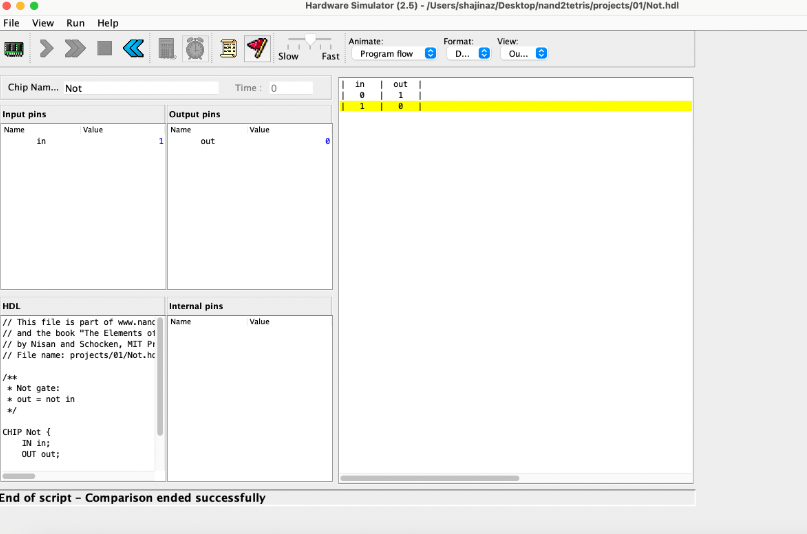 Hardware Simulator (2.5) - /Users/shajinaz/Desktop/nand2tetris/projects/01/Not.hdl
File View Run Help
Slow Fast
Animate: Format: View:
Program flow D... Ou...
Chip Nam... Not Time : 0
Input pins Output pins
Name Value Name Value
in 1 out 0
| in | out |
| 0 | 1 |
| 1 | 0 |
HDL Internal pins
Name Value
// This file is part of www.nand
// and the book "The Elements of
// by Nisan and Schocken, MIT Pr
// File name: projects/01/Not.hd
/**
* Not gate:
* out = not in
*/
CHIP Not {
IN in;
OUT out;
End of script - Comparison ended successfully